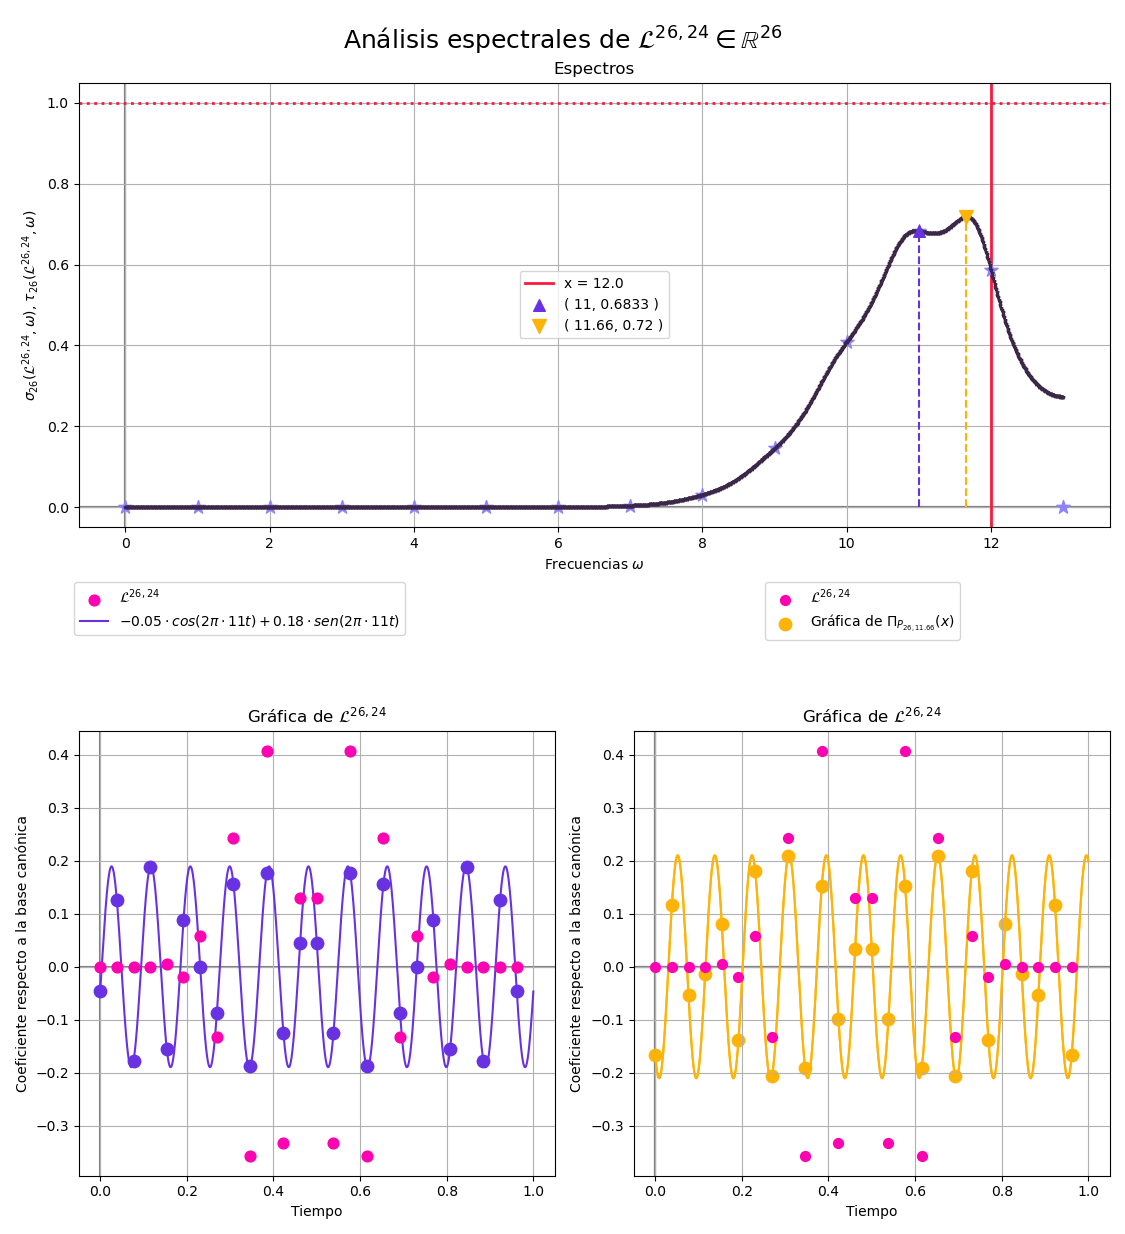 Análisis espectrales de 𝓛^{26,24} ∈ ℝ^{26}
Espectros
σ_{26}(𝓛^{26,24}, ω), τ_{26}(𝓛^{26,24}, ω)
1.0
0.8
0.6
0.4
0.2
0.0
x = 12.0
( 11, 0.6833 )
( 11.66, 0.72 )
0 2 4 6 8 10 12
Frecuencias ω
𝓛^{26,24}
−0.05 · cos(2π · 11t) + 0.18 · sen(2π · 11t)
𝓛^{26,24}
Gráfica de Π_{P_{26,11.66}}(x)
Gráfica de 𝓛^{26,24}
Coeficiente respecto a la base canónica
0.4
0.3
0.2
0.1
0.0
−0.1
−0.2
−0.3
0.0 0.2 0.4 0.6 0.8 1.0
Tiempo
Gráfica de 𝓛^{26,24}
Coeficiente respecto a la base canónica
0.4
0.3
0.2
0.1
0.0
−0.1
−0.2
−0.3
0.0 0.2 0.4 0.6 0.8 1.0
Tiempo